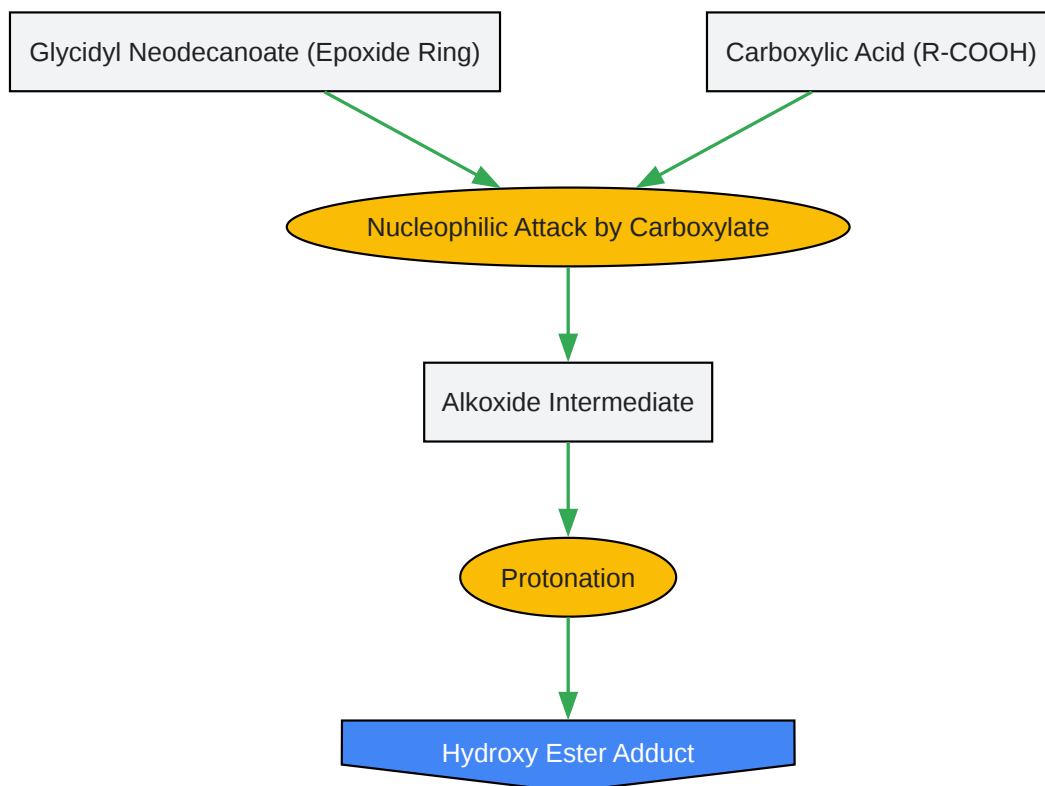 Glycidyl Neodecanoate (Epoxide Ring)
Carboxylic Acid (R-COOH)
Nucleophilic Attack by Carboxylate
Alkoxide Intermediate
Protonation
Hydroxy Ester Adduct